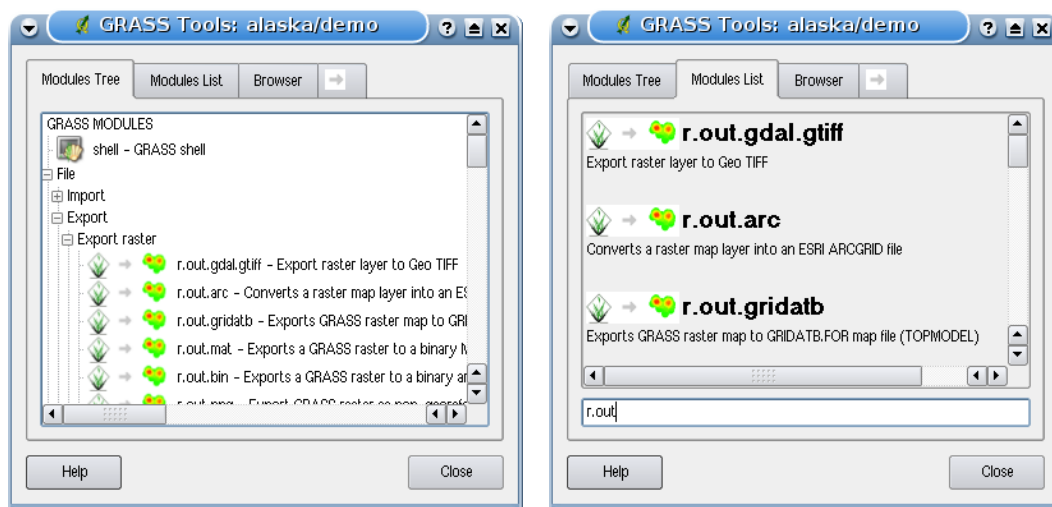 GRASS Tools: alaska/demo
Modules Tree
Modules List
Browser
GRASS MODULES
shell - GRASS shell
File
Import
Export
Export raster
r.out.gdal.gtiff - Export raster layer to Geo TIFF
r.out.arc - Converts a raster map layer into an ES
r.out.gridatb - Exports GRASS raster map to GRI
r.out.mat - Exports a GRASS raster to a binary M
r.out.bin - Exports a GRASS raster to a binary ar
Help
Close
GRASS Tools: alaska/demo
Modules Tree
Modules List
Browser
r.out.gdal.gtiff
Export raster layer to Geo TIFF
r.out.arc
Converts a raster map layer into an ESRI ARCGRID file
r.out.gridatb
Exports GRASS raster map to GRIDATB.FOR map file (TOPMODEL)
r.out
Help
Close